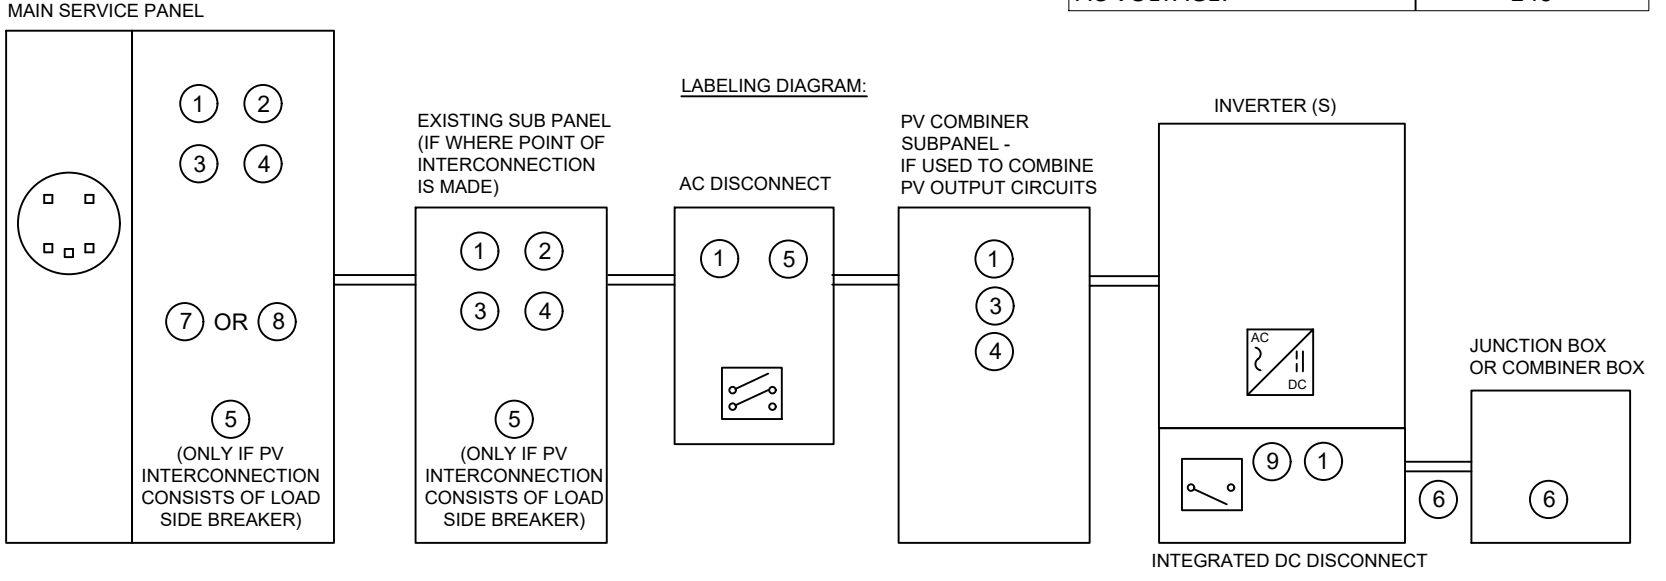 MAIN SERVICE PANEL
1 2
3 4
7 OR 8
5
(ONLY IF PV
INTERCONNECTION
CONSISTS OF LOAD
SIDE BREAKER)
EXISTING SUB PANEL
(IF WHERE POINT OF
INTERCONNECTION
IS MADE)
1 2
3 4
5
(ONLY IF PV
INTERCONNECTION
CONSISTS OF LOAD
SIDE BREAKER)
LABELING DIAGRAM:
AC DISCONNECT
1 5
PV COMBINER
SUBPANEL -
IF USED TO COMBINE
PV OUTPUT CIRCUITS
1
3
4
INVERTER (S)
AC
DC
9 1
INTEGRATED DC DISCONNECT
6
JUNCTION BOX
OR COMBINER BOX
6